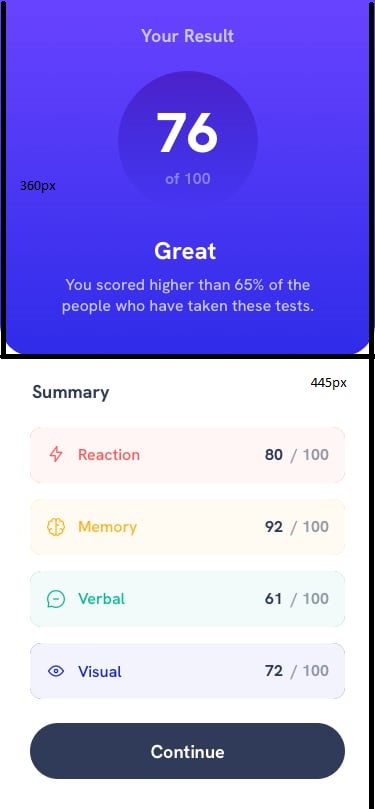 Your Result
76
of 100
360px
Great
You scored higher than 65% of the
people who have taken these tests.
445px
Summary
Reaction 80 / 100
Memory 92 / 100
Verbal 61 / 100
Visual 72 / 100
Continue